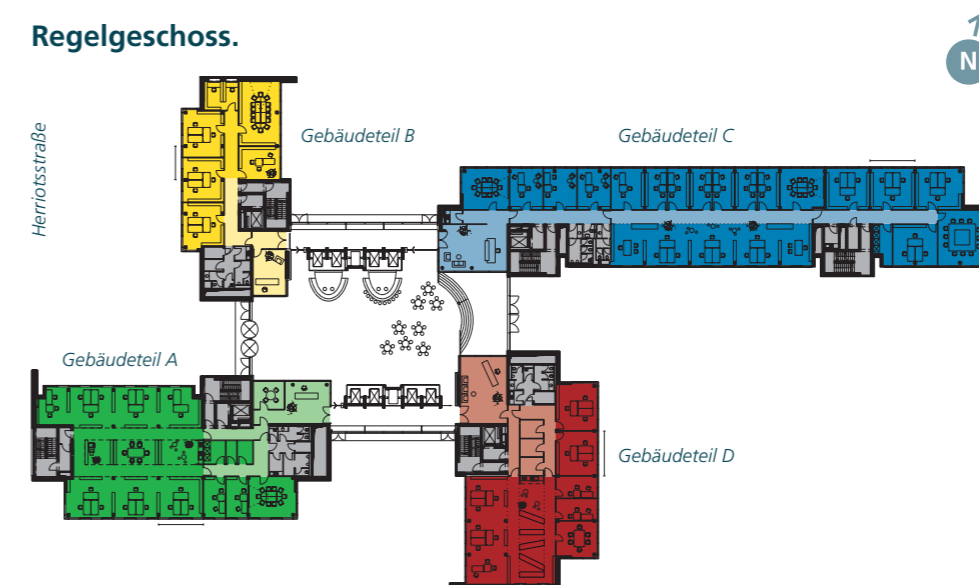 Regelgeschoss.
N
Herriotsstraße
Gebäudeteil B
Gebäudeteil C
Gebäudeteil A
Gebäudeteil D